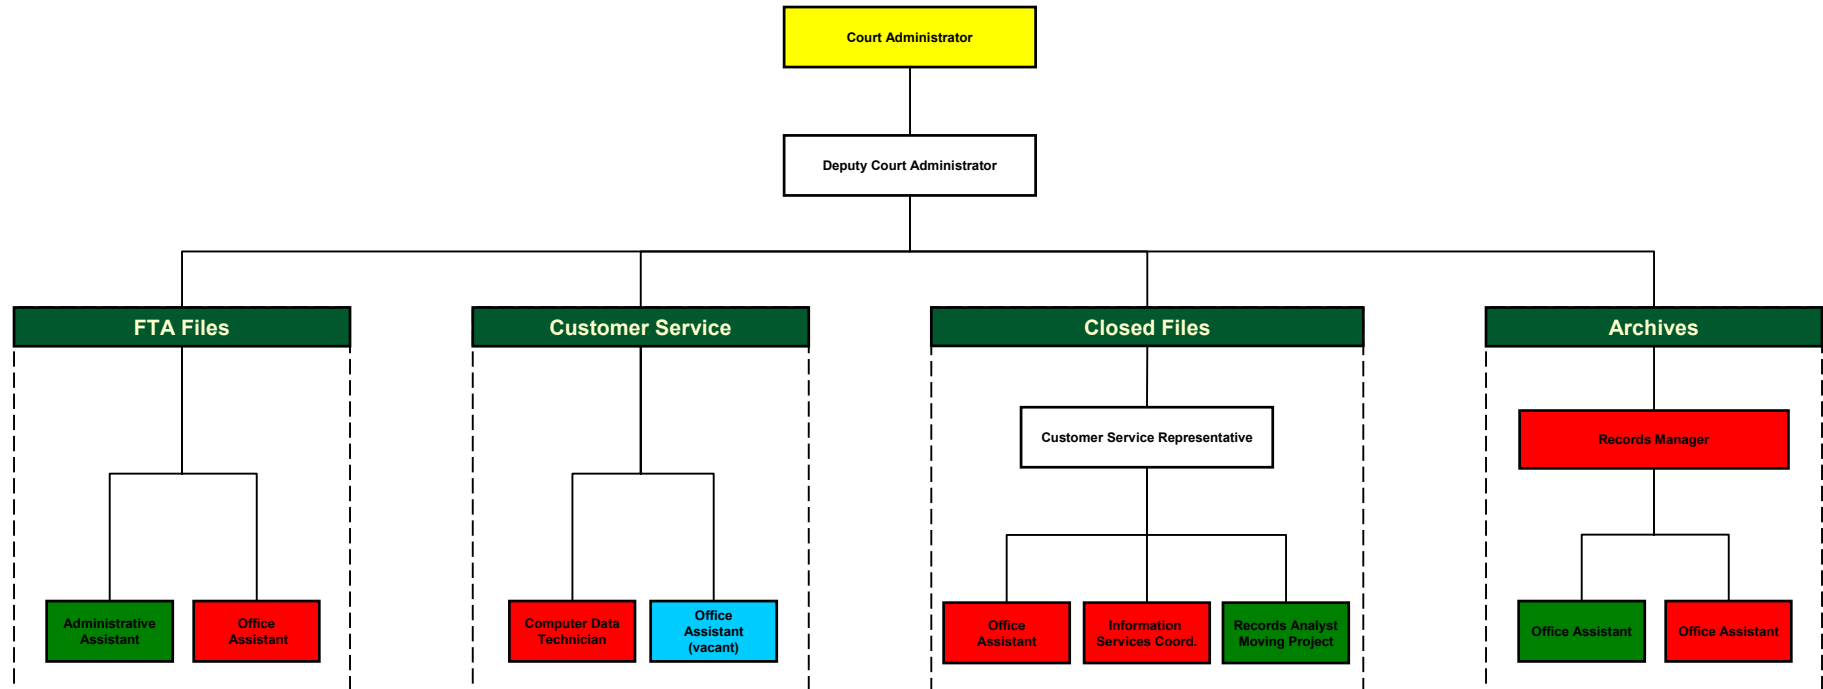 Court Administrator
Deputy Court Administrator
FTA Files
Customer Service
Closed Files
Archives
Customer Service Representative
Records Manager
Administrative
Assistant
Office
Assistant
Computer Data
Technician
Office
Assistant
(vacant)
Office
Assistant
Information
Services Coord.
Records Analyst
Moving Project
Office Assistant
Office Assistant